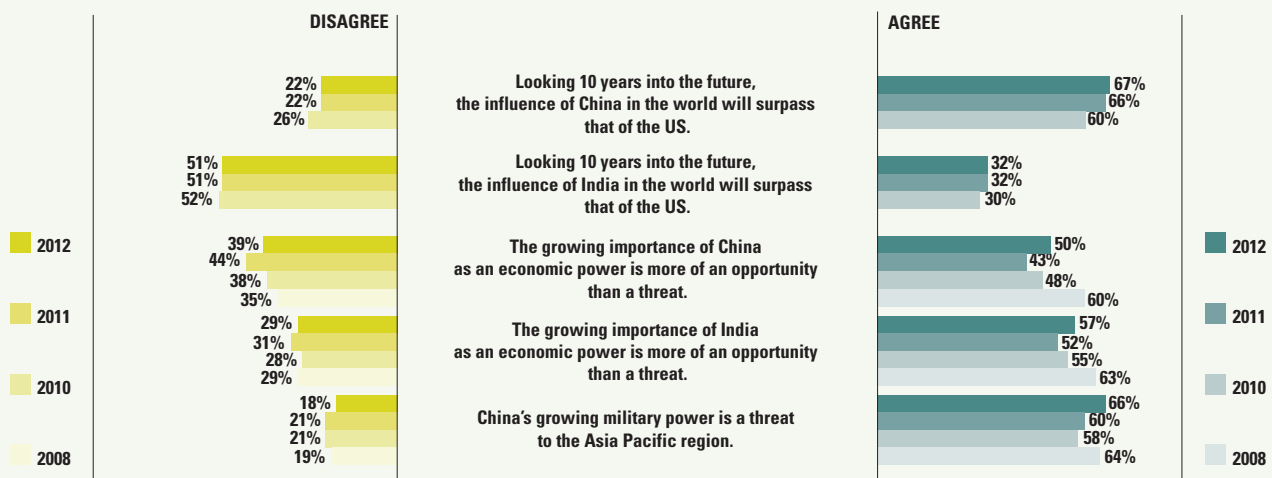 DISAGREE
AGREE
22%
22%
26%
Looking 10 years into the future,
the influence of China in the world will surpass
that of the US.
67%
66%
60%
51%
51%
52%
Looking 10 years into the future,
the influence of India in the world will surpass
that of the US.
32%
32%
30%
39%
44%
38%
35%
The growing importance of China
as an economic power is more of an opportunity
than a threat.
50%
43%
48%
60%
29%
31%
28%
29%
The growing importance of India
as an economic power is more of an opportunity
than a threat.
57%
52%
55%
63%
18%
21%
21%
19%
China's growing military power is a threat
to the Asia Pacific region.
66%
60%
58%
64%
2012
2011
2010
2008
2012
2011
2010
2008